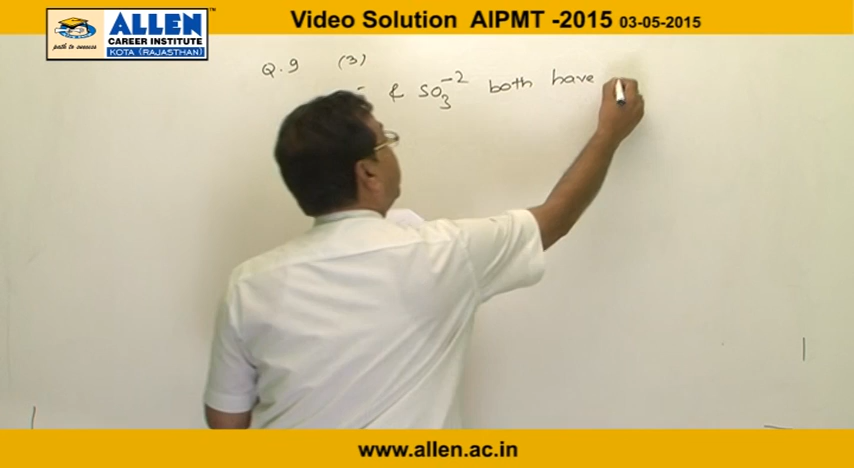 Video Solution AIPMT -2015 03-05-2015
ALLEN™
CAREER INSTITUTE
KOTA (RAJASTHAN)
path to success
Q.9 (3)
- & SO₃⁻² both have
www.allen.ac.in